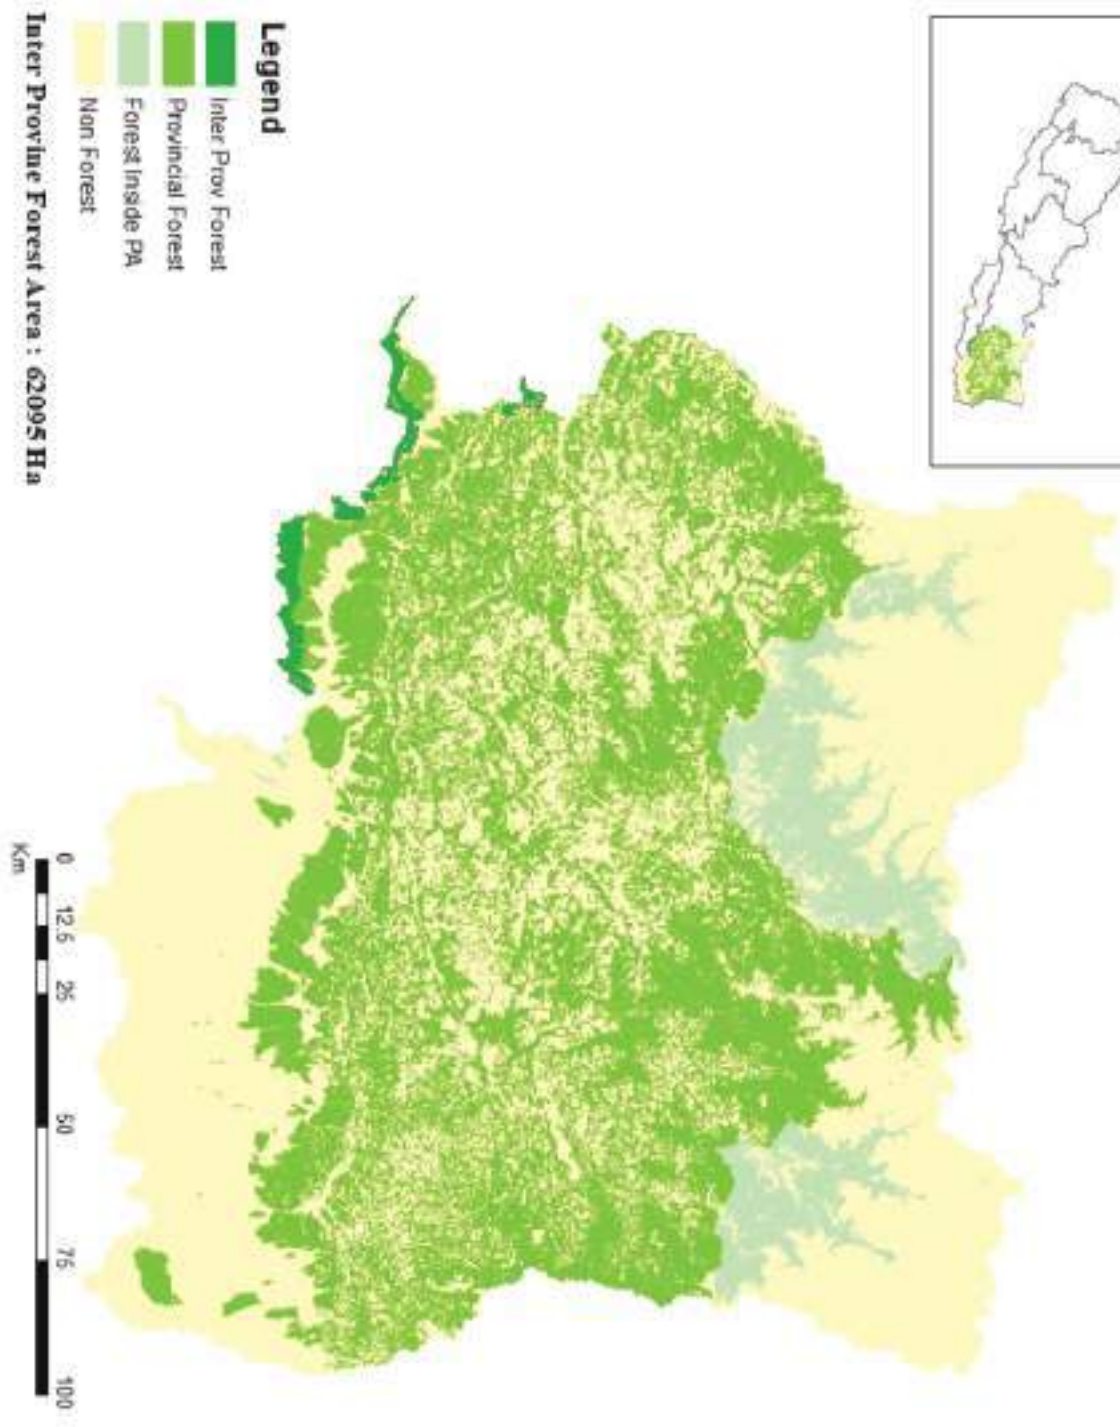 Legend
Inter Prov Forest
Provincial Forest
Forest Inside PA
Non Forest
Inter Provine Forest Area : 62095 Ha
0 12.5 25 50 75 100
Km